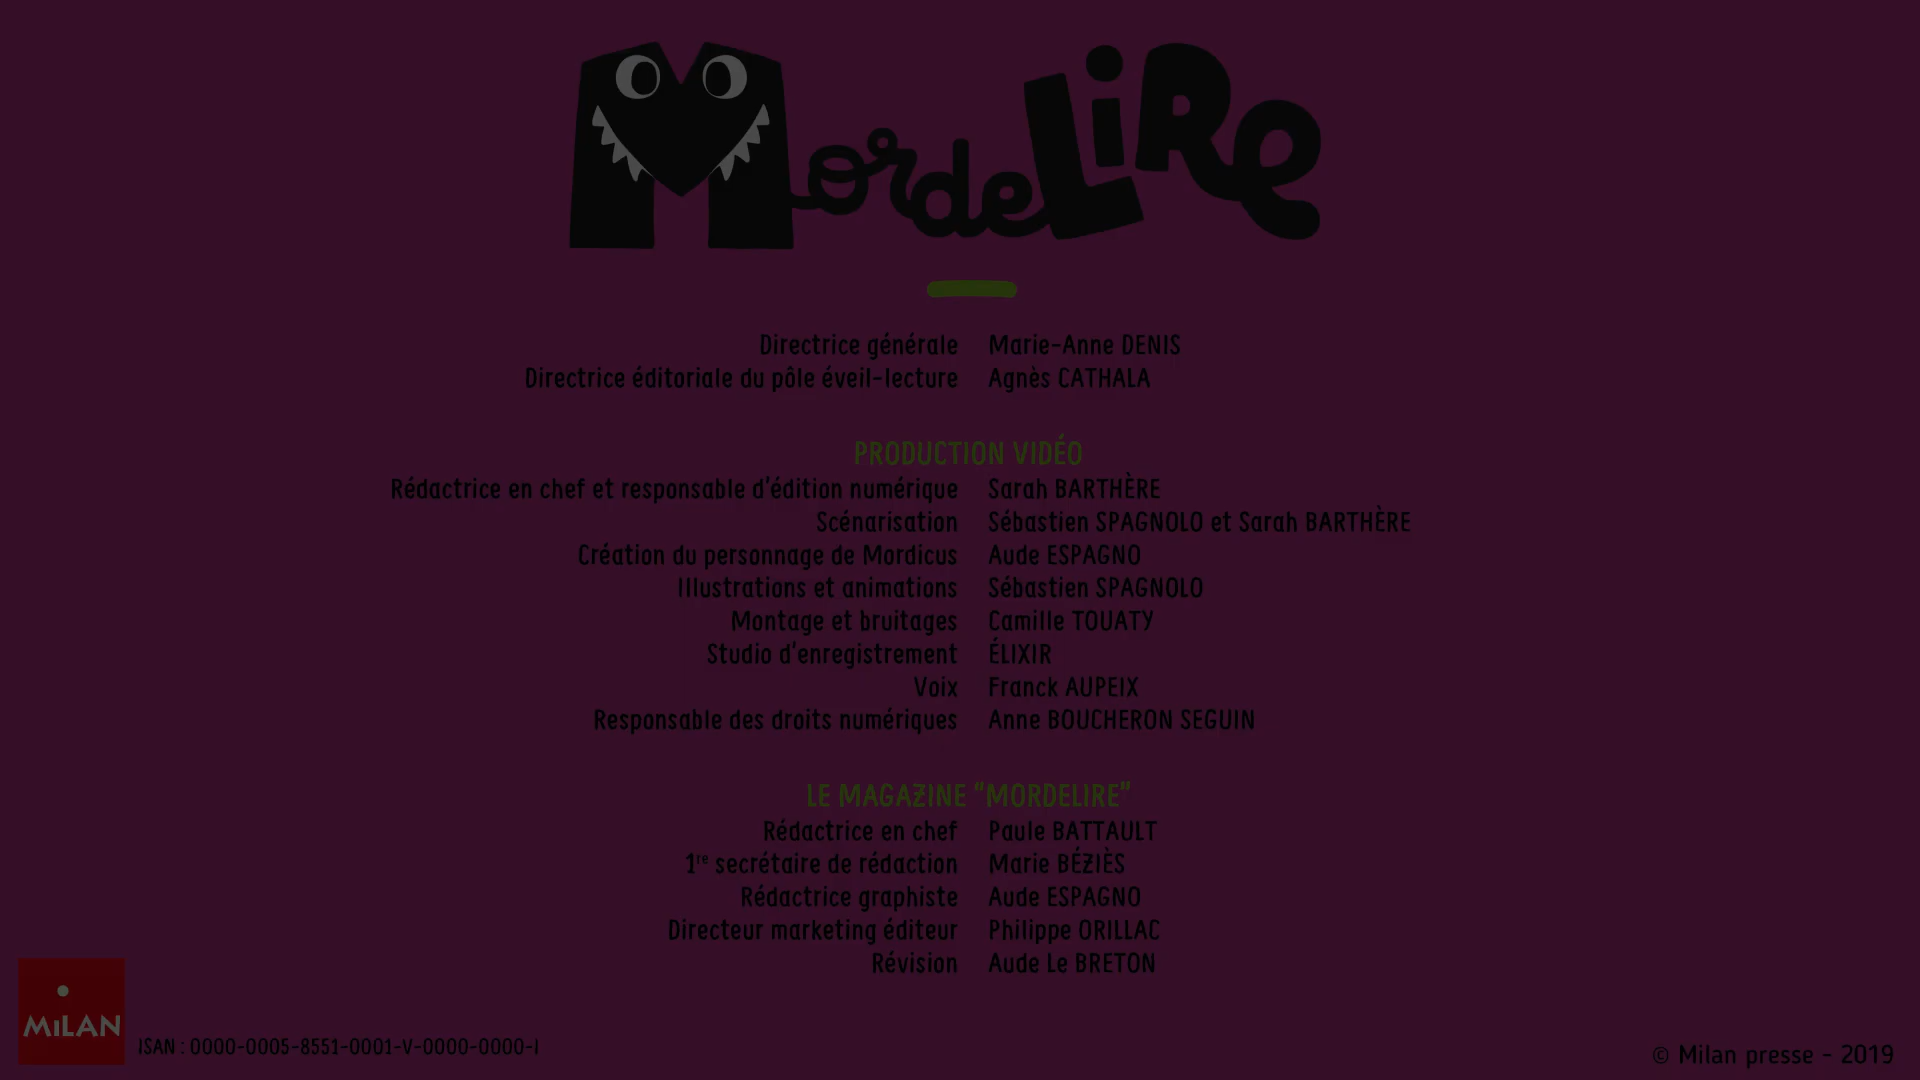 MordeLIRe
Directrice générale Marie-Anne DENIS
Directrice éditoriale du pôle éveil-lecture Agnès CATHALA
PRODUCTION VIDÉO
Rédactrice en chef et responsable d'édition numérique Sarah BARTHÈRE
Scénarisation Sébastien SPAGNOLO et Sarah BARTHÈRE
Création du personnage de Mordicus Aude ESPAGNO
Illustrations et animations Sébastien SPAGNOLO
Montage et bruitages Camille TOUATY
Studio d'enregistrement ÉLIXIR
Voix Franck AUPEIX
Responsable des droits numériques Anne BOUCHERON SEGUIN
LE MAGAZINE "MORDELIRE"
Rédactrice en chef Paule BATTAULT
1re secrétaire de rédaction Marie BÉZIÈS
Rédactrice graphiste Aude ESPAGNO
Directeur marketing éditeur Philippe ORILLAC
Révision Aude Le BRETON
MiLAN
ISAN : 0000-0005-8551-0001-V-0000-0000-I
© Milan presse - 2019